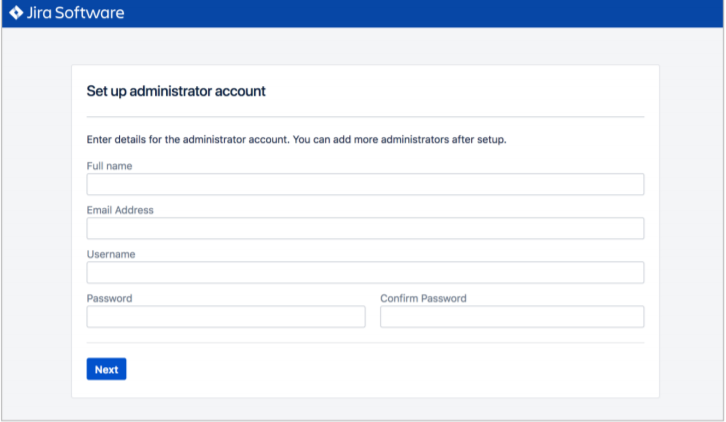 Jira Software
Set up administrator account
Enter details for the administrator account. You can add more administrators after setup.
Full name
Email Address
Username
Password
Confirm Password
Next